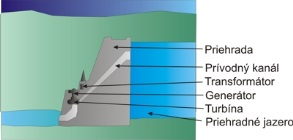 Priehrada
Prívodný kanál
Transformátor
Generátor
Turbína
Priehradné jazero